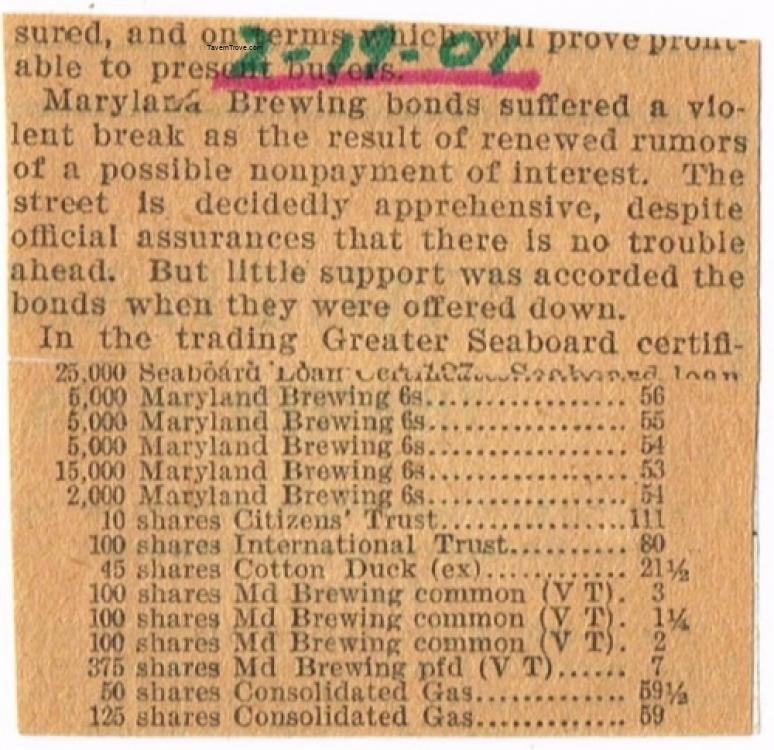 sured, and on terms which will prove profit-
TavernTrove.com
2-19-01
able to present buyers.
Maryland Brewing bonds suffered a vio-
lent break as the result of renewed rumors
of a possible nonpayment of interest. The
street is decidedly apprehensive, despite
official assurances that there is no trouble
ahead. But little support was accorded the
bonds when they were offered down.
In the trading Greater Seaboard certifi-
25,000 Seaboard Loan
5,000 Maryland Brewing 6s................ 56
5,000 Maryland Brewing 6s................ 55
5,000 Maryland Brewing 6s................ 54
15,000 Maryland Brewing 6s................ 53
2,000 Maryland Brewing 6s................ 54
10 shares Citizens' Trust...............111
100 shares International Trust.......... 80
45 shares Cotton Duck (ex)............ 21½
100 shares Md Brewing common (V T). 3
100 shares Md Brewing common (V T). 1¼
100 shares Md Brewing common (V T). 2
375 shares Md Brewing pfd (V T)...... 7
50 shares Consolidated Gas............ 59½
125 shares Consolidated Gas............ 59